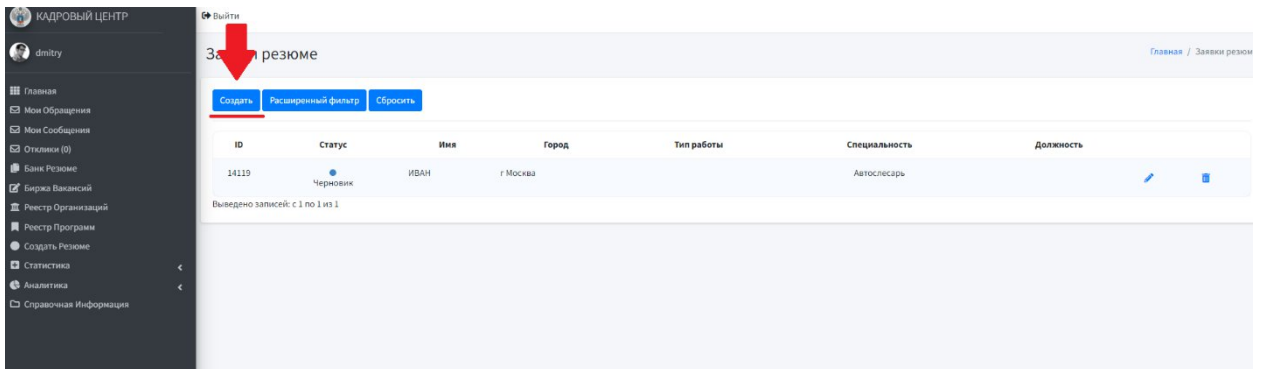 КАДРОВЫЙ ЦЕНТР
Выйти
dmitry
резюме
Главная / Заявки резюм
Главная
Мои Обращения
Мои Сообщения
Отклики (0)
Банк Резюме
Биржа Вакансий
Реестр Организаций
Реестр Программ
Создать Резюме
Статистика
Аналитика
Справочная Информация
Создать Расширенный фильтр Сбросить
ID Статус Имя Город Тип работы Специальность Должность
14119 Черновик ИВАН г Москва Автослесарь
Выведено записей: с 1 по 1 из 1